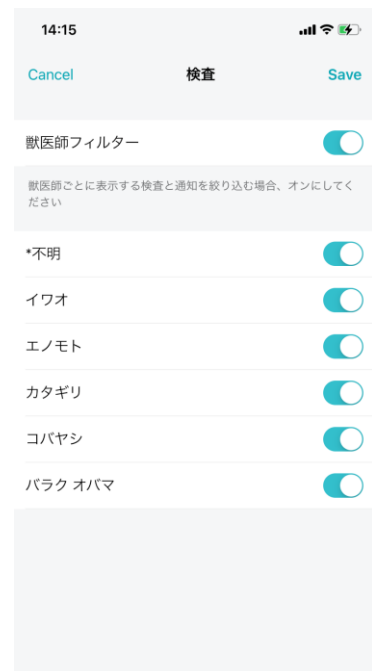 14:15
Cancel 検査 Save
獣医師フィルター
獣医師ごとに表示する検査と通知を絞り込む場合、オンにしてく
ださい
*不明
イワオ
エノモト
カタギリ
コバヤシ
バラク オバマ